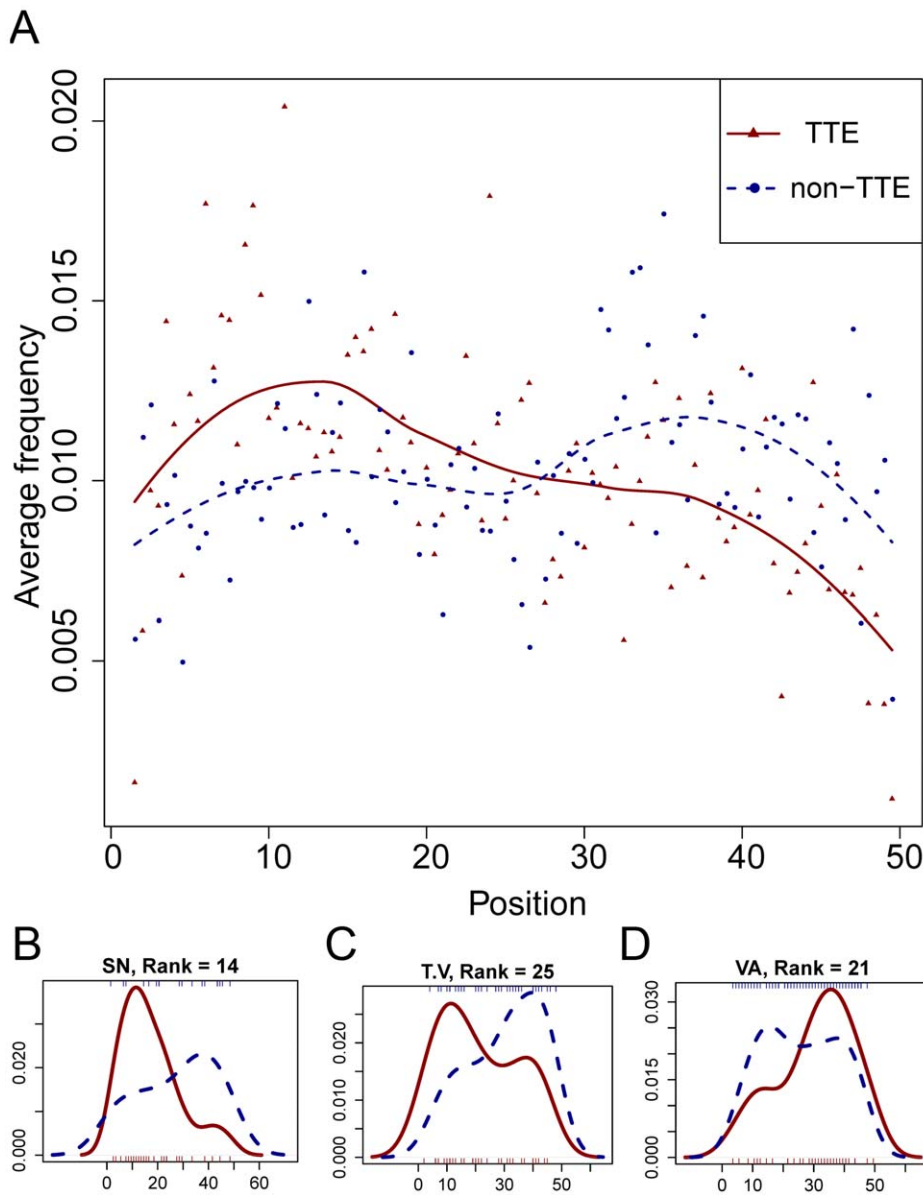 A
Average frequency
0.020
0.015
0.010
0.005
TTE
non-TTE
0 10 20 30 40 50
Position
B
SN, Rank = 14
0.020
0.000
0 20 40 60
C
T.V, Rank = 25
0.020
0.010
0.000
0 10 30 50
D
VA, Rank = 21
0.030
0.015
0.000
0 10 30 50